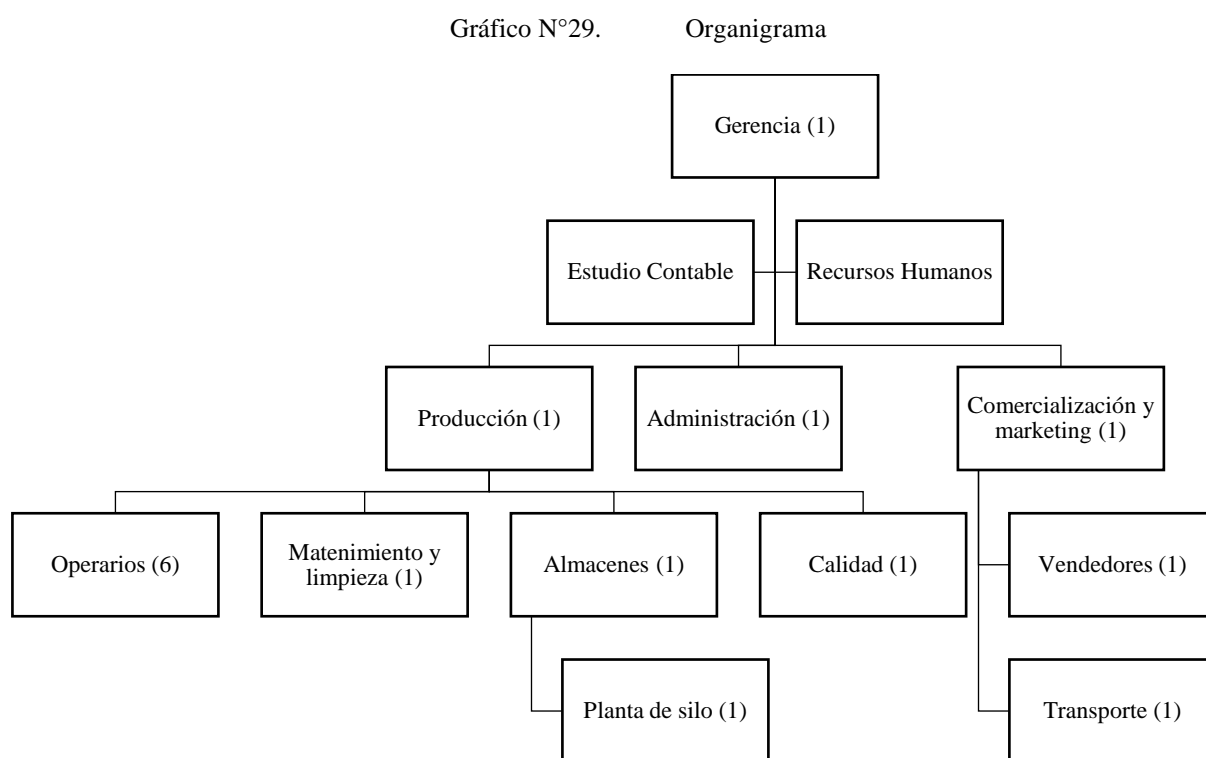 Gráfico N°29. Organigrama
Gerencia (1)
Estudio Contable
Recursos Humanos
Producción (1)
Administración (1)
Comercialización y
marketing (1)
Operarios (6)
Matenimiento y
limpieza (1)
Almacenes (1)
Calidad (1)
Vendedores (1)
Planta de silo (1)
Transporte (1)